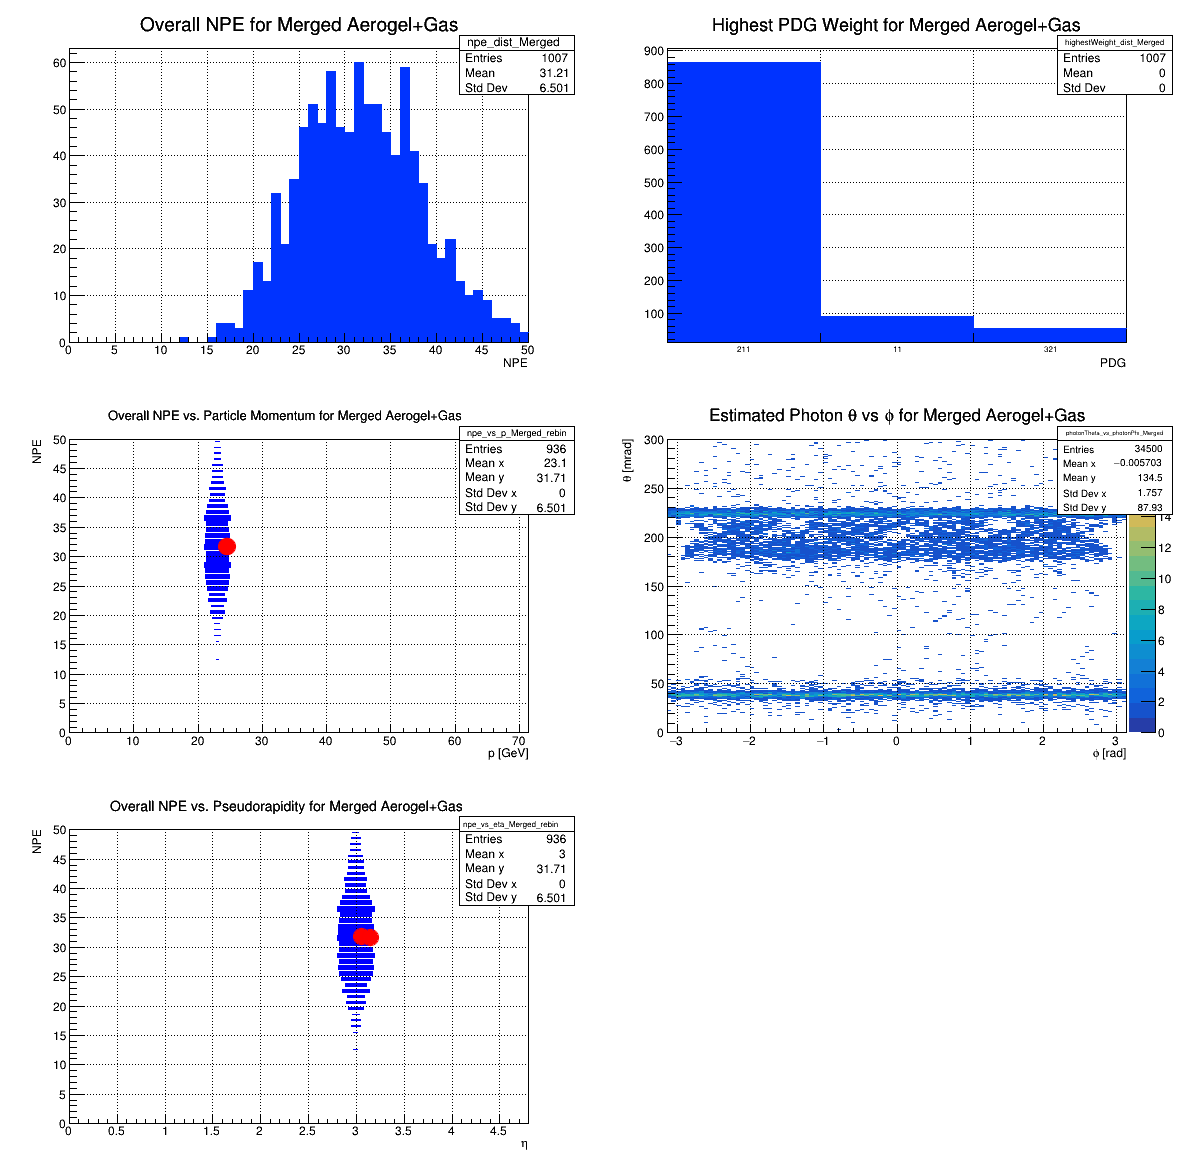 Overall NPE for Merged Aerogel+Gas
npe_dist_Merged
Entries 1007
Mean 31.21
Std Dev 6.501
60
50
40
30
20
10
0
0 5 10 15 20 25 30 35 40 45 50
NPE
Highest PDG Weight for Merged Aerogel+Gas
highestWeight_dist_Merged
Entries 1007
Mean 0
Std Dev 0
900
800
700
600
500
400
300
200
100
211 11 321
PDG
Overall NPE vs. Particle Momentum for Merged Aerogel+Gas
npe_vs_p_Merged_rebin
Entries 936
Mean x 23.1
Mean y 31.71
Std Dev x 0
Std Dev y 6.501
NPE
50
45
40
35
30
25
20
15
10
5
0
0 10 20 30 40 50 60 70
p [GeV]
Estimated Photon θ vs ϕ for Merged Aerogel+Gas
photonTheta_vs_photonPhi_Merged
Entries 34500
Mean x −0.005703
Mean y 134.5
Std Dev x 1.757
Std Dev y 87.93
θ [mrad]
300
250
200
150
100
50
0
−3 −2 −1 0 1 2 3
ϕ [rad]
14
12
10
8
6
4
2
0
Overall NPE vs. Pseudorapidity for Merged Aerogel+Gas
npe_vs_eta_Merged_rebin
Entries 936
Mean x 3
Mean y 31.71
Std Dev x 0
Std Dev y 6.501
NPE
50
45
40
35
30
25
20
15
10
5
0
0 0.5 1 1.5 2 2.5 3 3.5 4 4.5
η